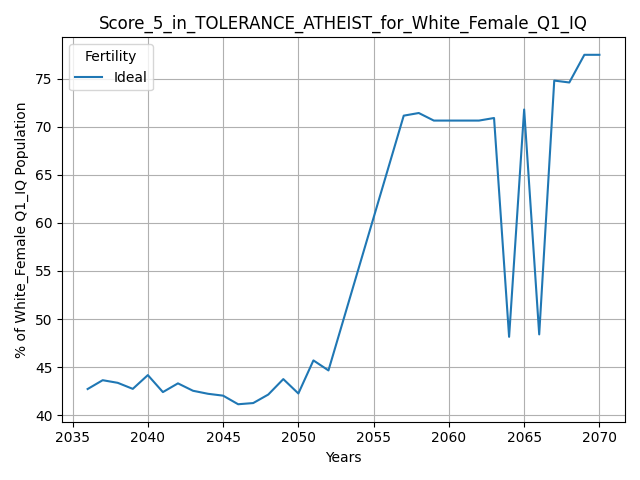 Score_5_in_TOLERANCE_ATHEIST_for_White_Female_Q1_IQ
Fertility
Ideal
% of White_Female Q1_IQ Population
75
70
65
60
55
50
45
40
2035 2040 2045 2050 2055 2060 2065 2070
Years